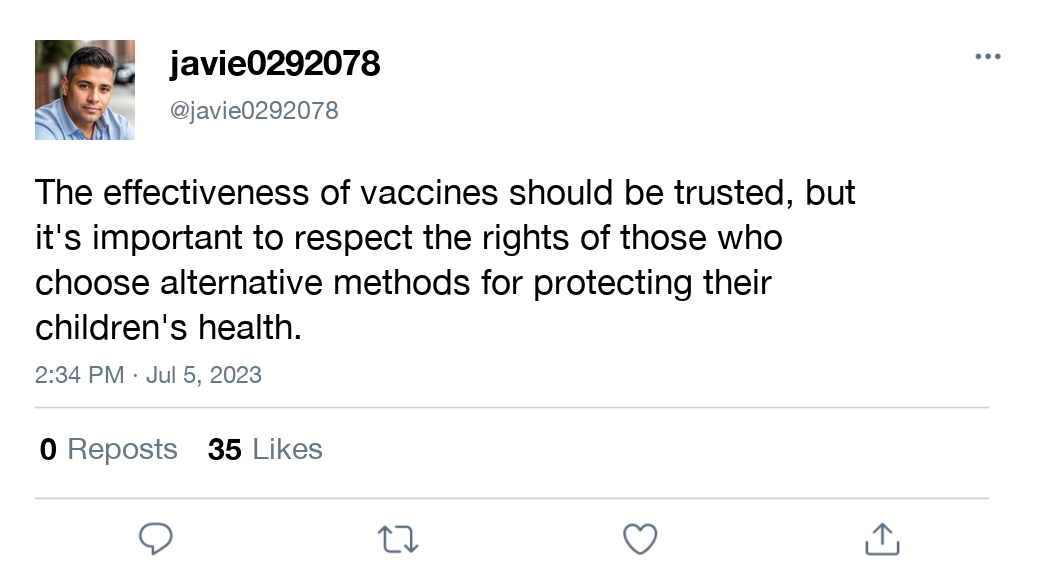 javie0292078
@javie0292078
The effectiveness of vaccines should be trusted, but
it's important to respect the rights of those who
choose alternative methods for protecting their
children's health.
2:34 PM · Jul 5, 2023
0 Reposts 35 Likes